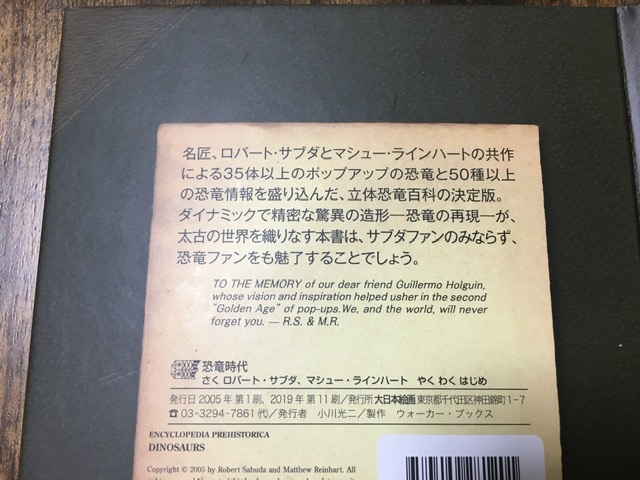 名匠、ロバート・サブダとマシュー・ラインハートの共作
による35体以上のポップアップの恐竜と50種以上
の恐竜情報を盛り込んだ、立体恐竜百科の決定版。
ダイナミックで精密な驚異の造形―恐竜の再現―が、
太古の世界を織りなす本書は、サブダファンのみならず、
恐竜ファンをも魅了することでしょう。
TO THE MEMORY of our dear friend Guillermo Holguin,
whose vision and inspiration helped usher in the second
"Golden Age" of pop-ups.We, and the world, will never
forget you. — R.S. & M.R.
恐竜時代
さく ロバート・サブダ、マシュー・ラインハート やく わく はじめ
発行日 2005年第1刷、2019年第11刷/発行所 大日本絵画 東京都千代田区神田錦町1-7
☎ 03-3294-7861代/発行者 小川光二/製作 ウォーカー・ブックス
ENCYCLOPEDIA PREHISTORICA
DINOSAURS
Copyright © 2005 by Robert Sabuda and Matthew Reinhart. All